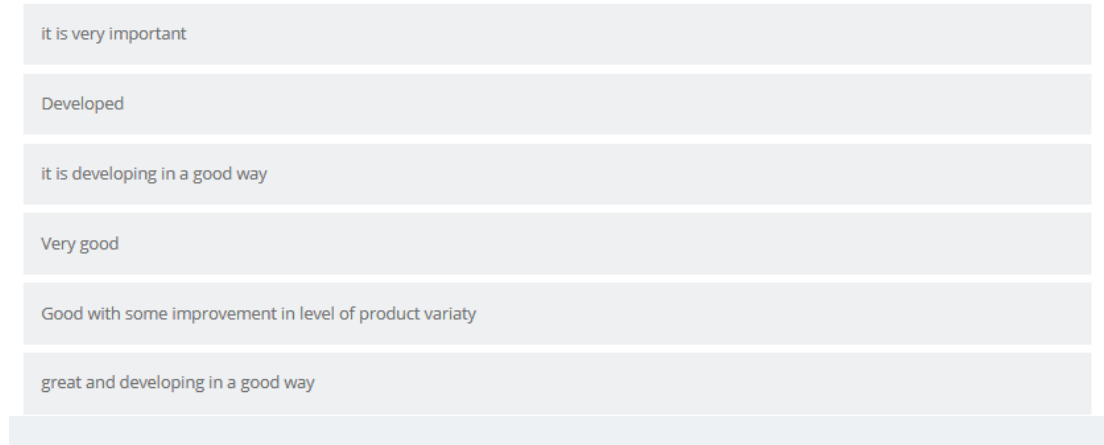 it is very important
Developed
it is developing in a good way
Very good
Good with some improvement in level of product variaty
great and developing in a good way